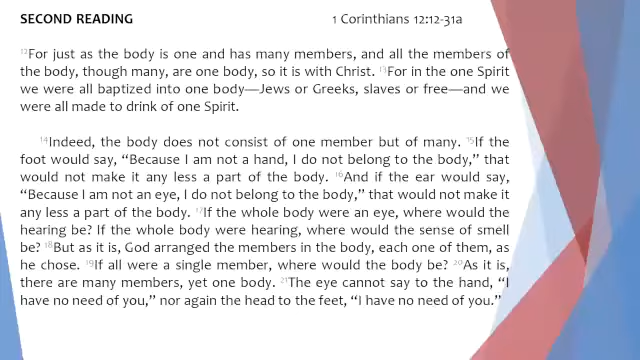 SECOND READING 1 Corinthians 12:12-31a
12For just as the body is one and has many members, and all the members of
the body, though many, are one body, so it is with Christ. 13For in the one Spirit
we were all baptized into one body—Jews or Greeks, slaves or free—and we
were all made to drink of one Spirit.
14Indeed, the body does not consist of one member but of many. 15If the
foot would say, “Because I am not a hand, I do not belong to the body,” that
would not make it any less a part of the body. 16And if the ear would say,
“Because I am not an eye, I do not belong to the body,” that would not make it
any less a part of the body. 17If the whole body were an eye, where would the
hearing be? If the whole body were hearing, where would the sense of smell
be? 18But as it is, God arranged the members in the body, each one of them, as
he chose. 19If all were a single member, where would the body be? 20As it is,
there are many members, yet one body. 21The eye cannot say to the hand, “I
have no need of you,” nor again the head to the feet, “I have no need of you.”